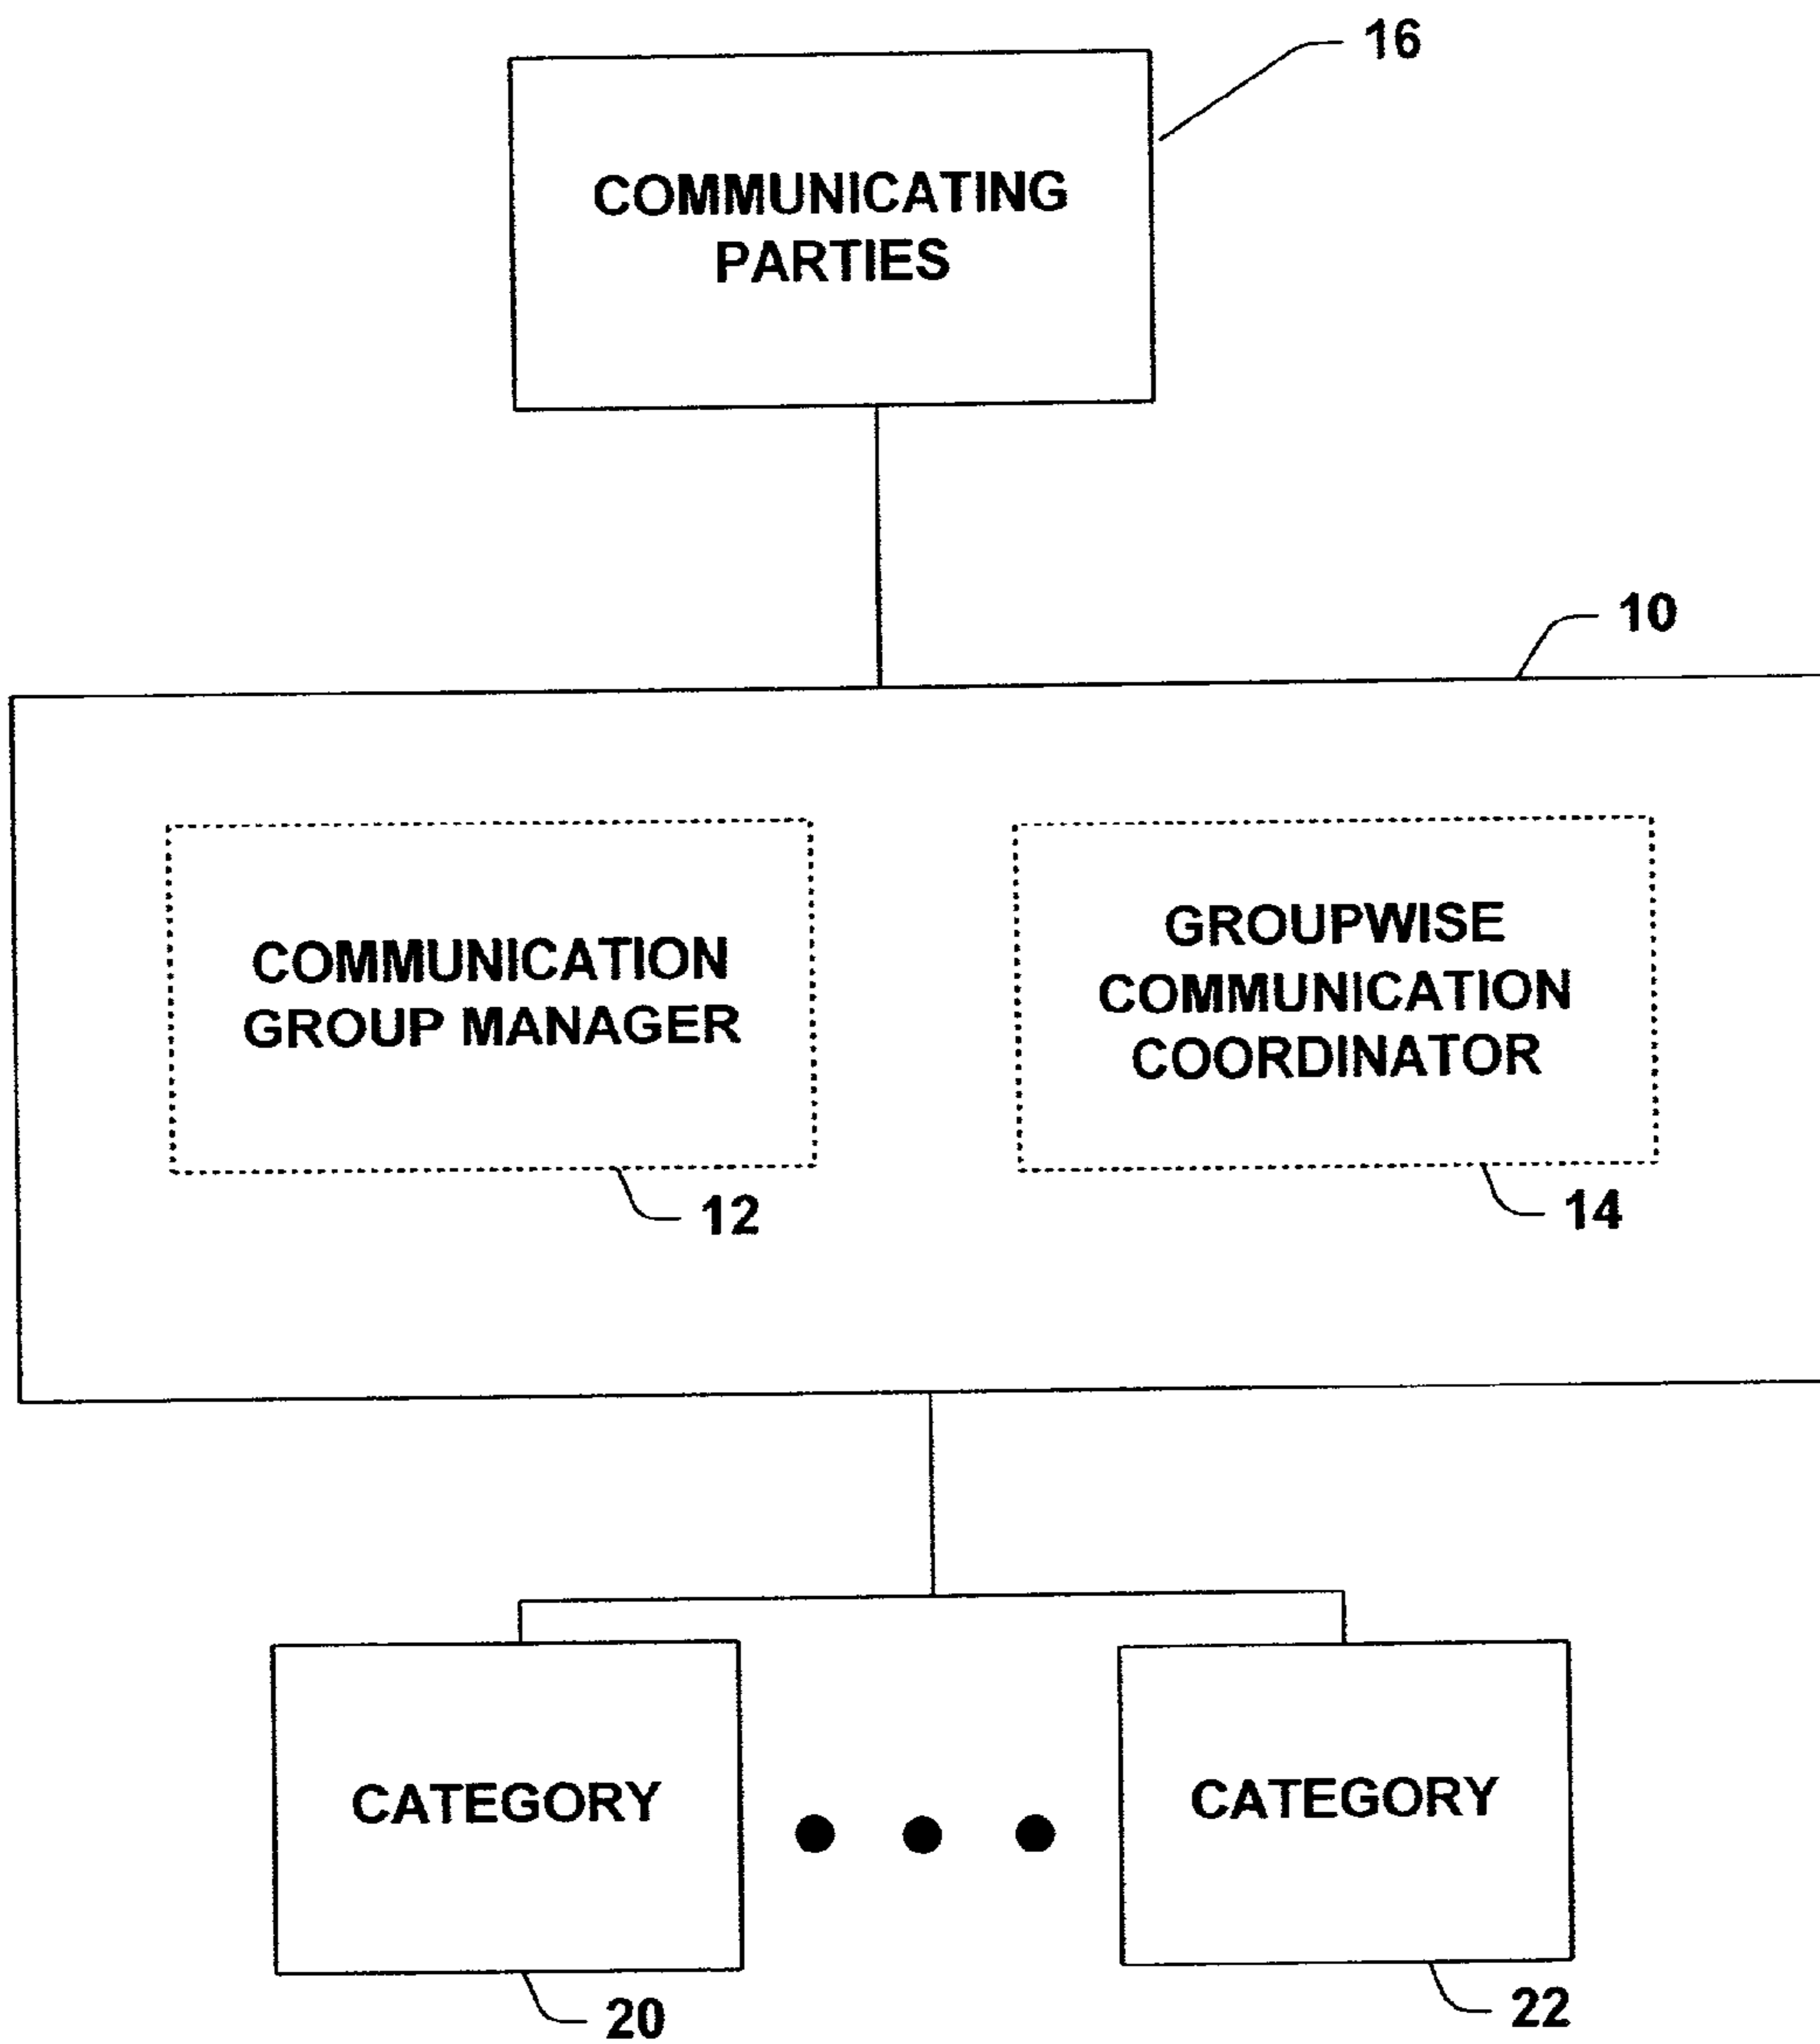 16
COMMUNICATING
PARTIES
10
COMMUNICATION
GROUP MANAGER
12
GROUPWISE
COMMUNICATION
COORDINATOR
14
CATEGORY
20
CATEGORY
22